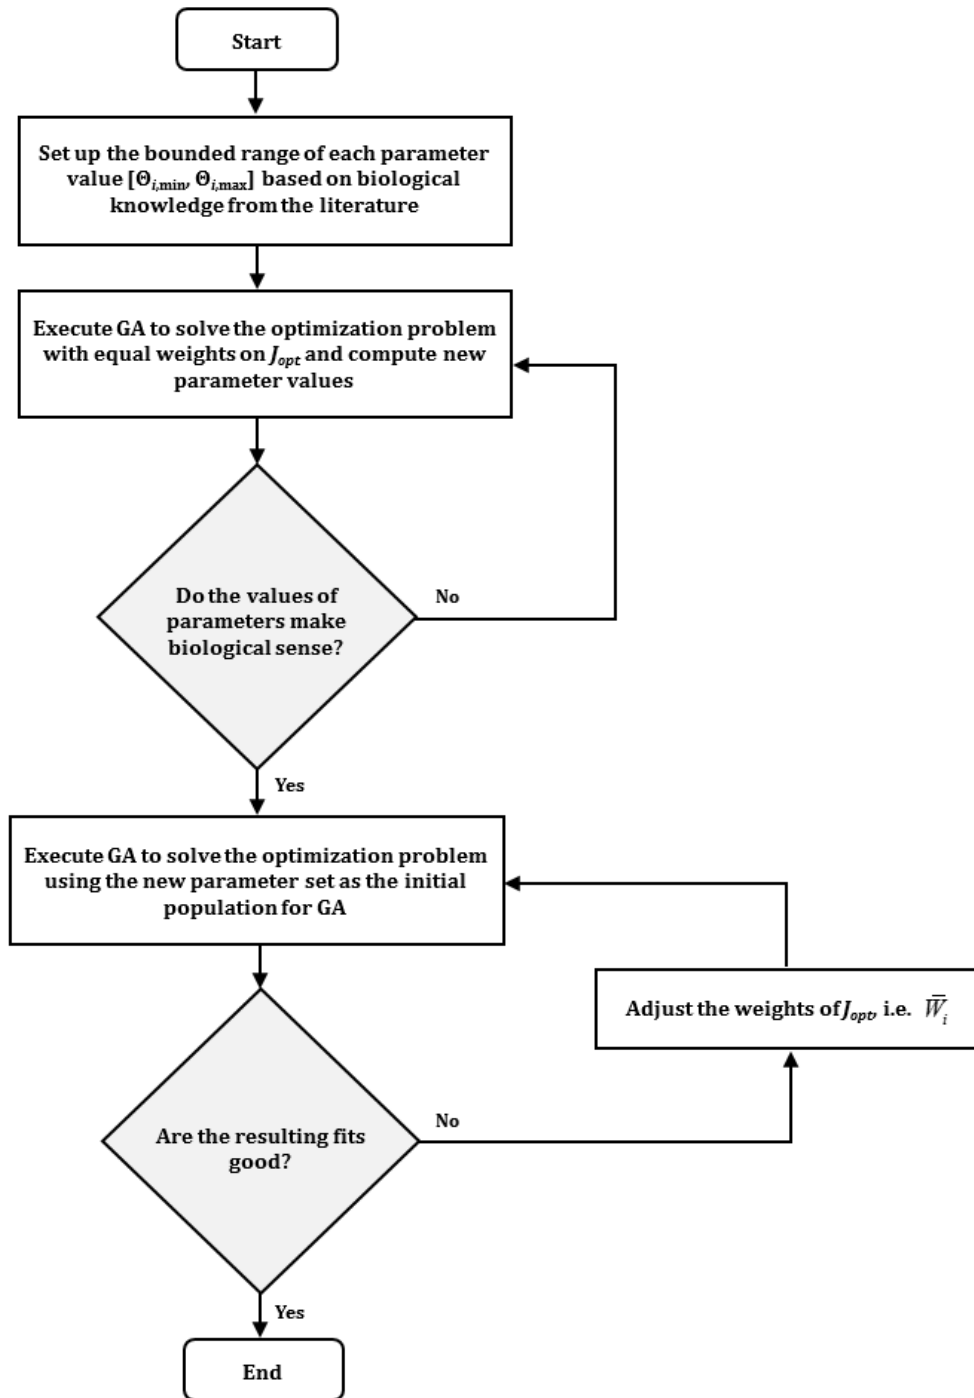 Start
Set up the bounded range of each parameter
value [Θi,min, Θi,max] based on biological
knowledge from the literature
Execute GA to solve the optimization problem
with equal weights on Jopt and compute new
parameter values
Do the values of
parameters make
biological sense?
No
Yes
Execute GA to solve the optimization problem
using the new parameter set as the initial
population for GA
Adjust the weights of Jopt, i.e. W̄i
Are the resulting fits
good?
No
Yes
End